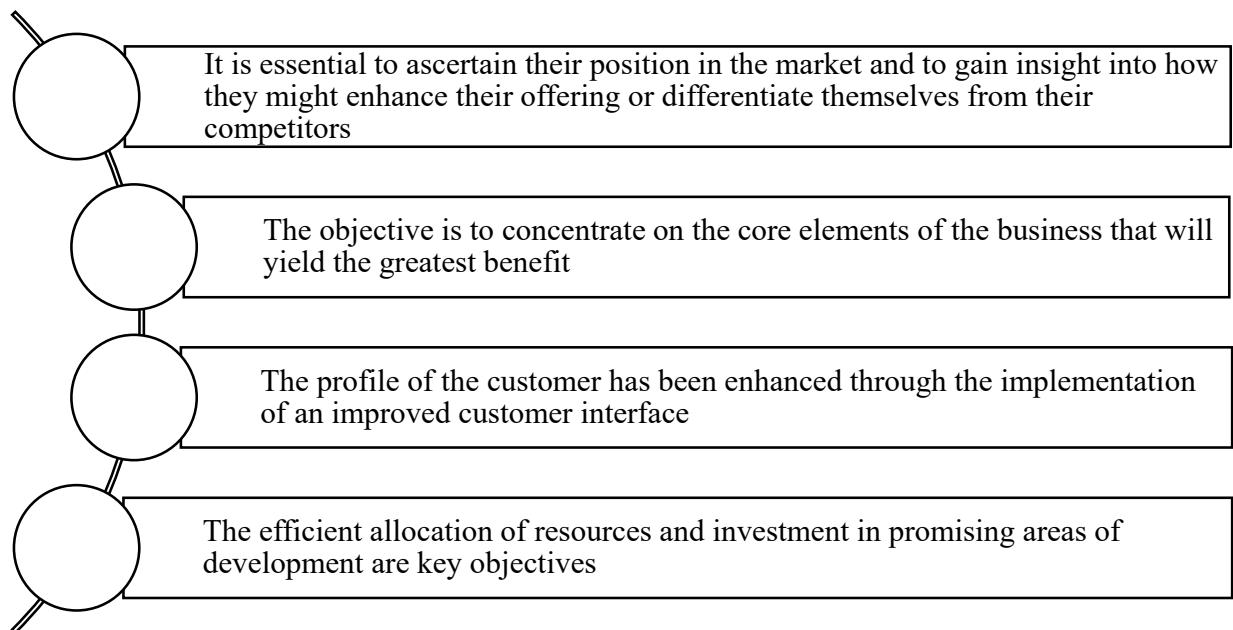 It is essential to ascertain their position in the market and to gain insight into how
they might enhance their offering or differentiate themselves from their
competitors
The objective is to concentrate on the core elements of the business that will
yield the greatest benefit
The profile of the customer has been enhanced through the implementation
of an improved customer interface
The efficient allocation of resources and investment in promising areas of
development are key objectives